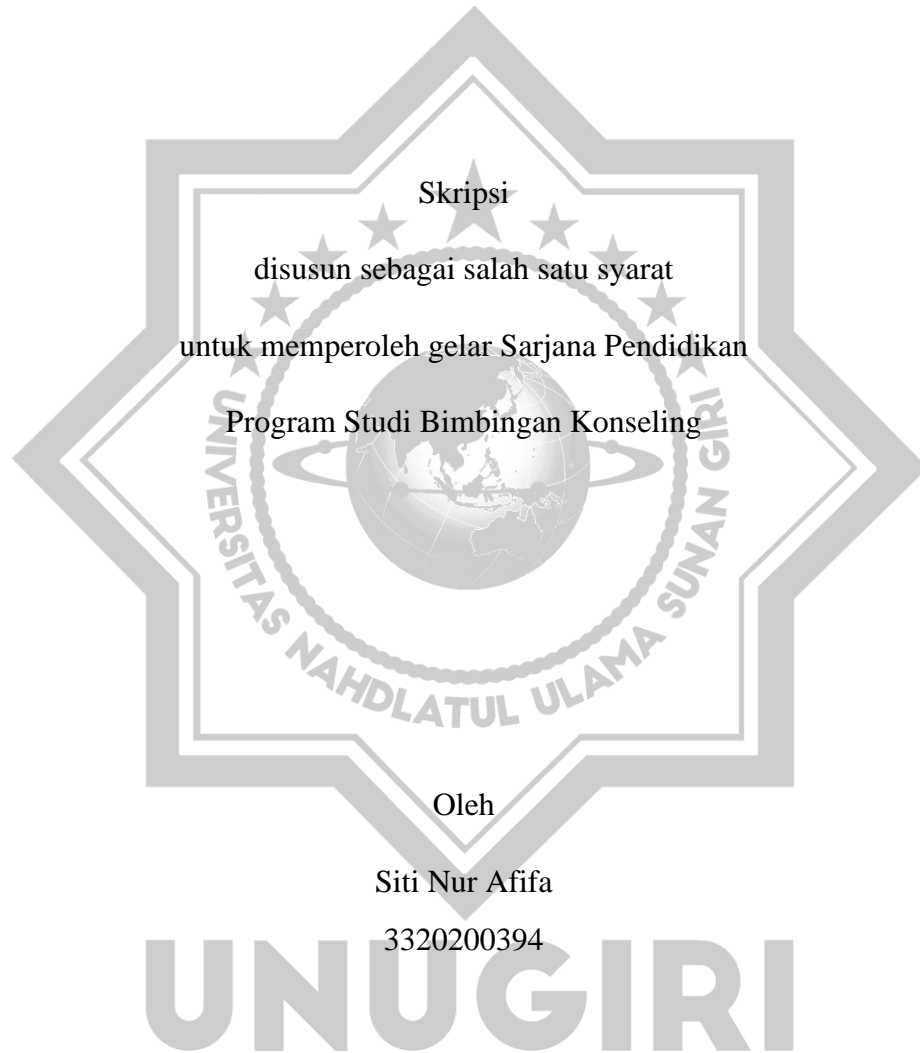 Skripsi
disusun sebagai salah satu syarat
untuk memperoleh gelar Sarjana Pendidikan
Program Studi Bimbingan Konseling
UNIVERSITAS NAHDLATUL ULAMA SUNAN GIRI
Oleh
Siti Nur Afifa
3320200394
UNUGIRI